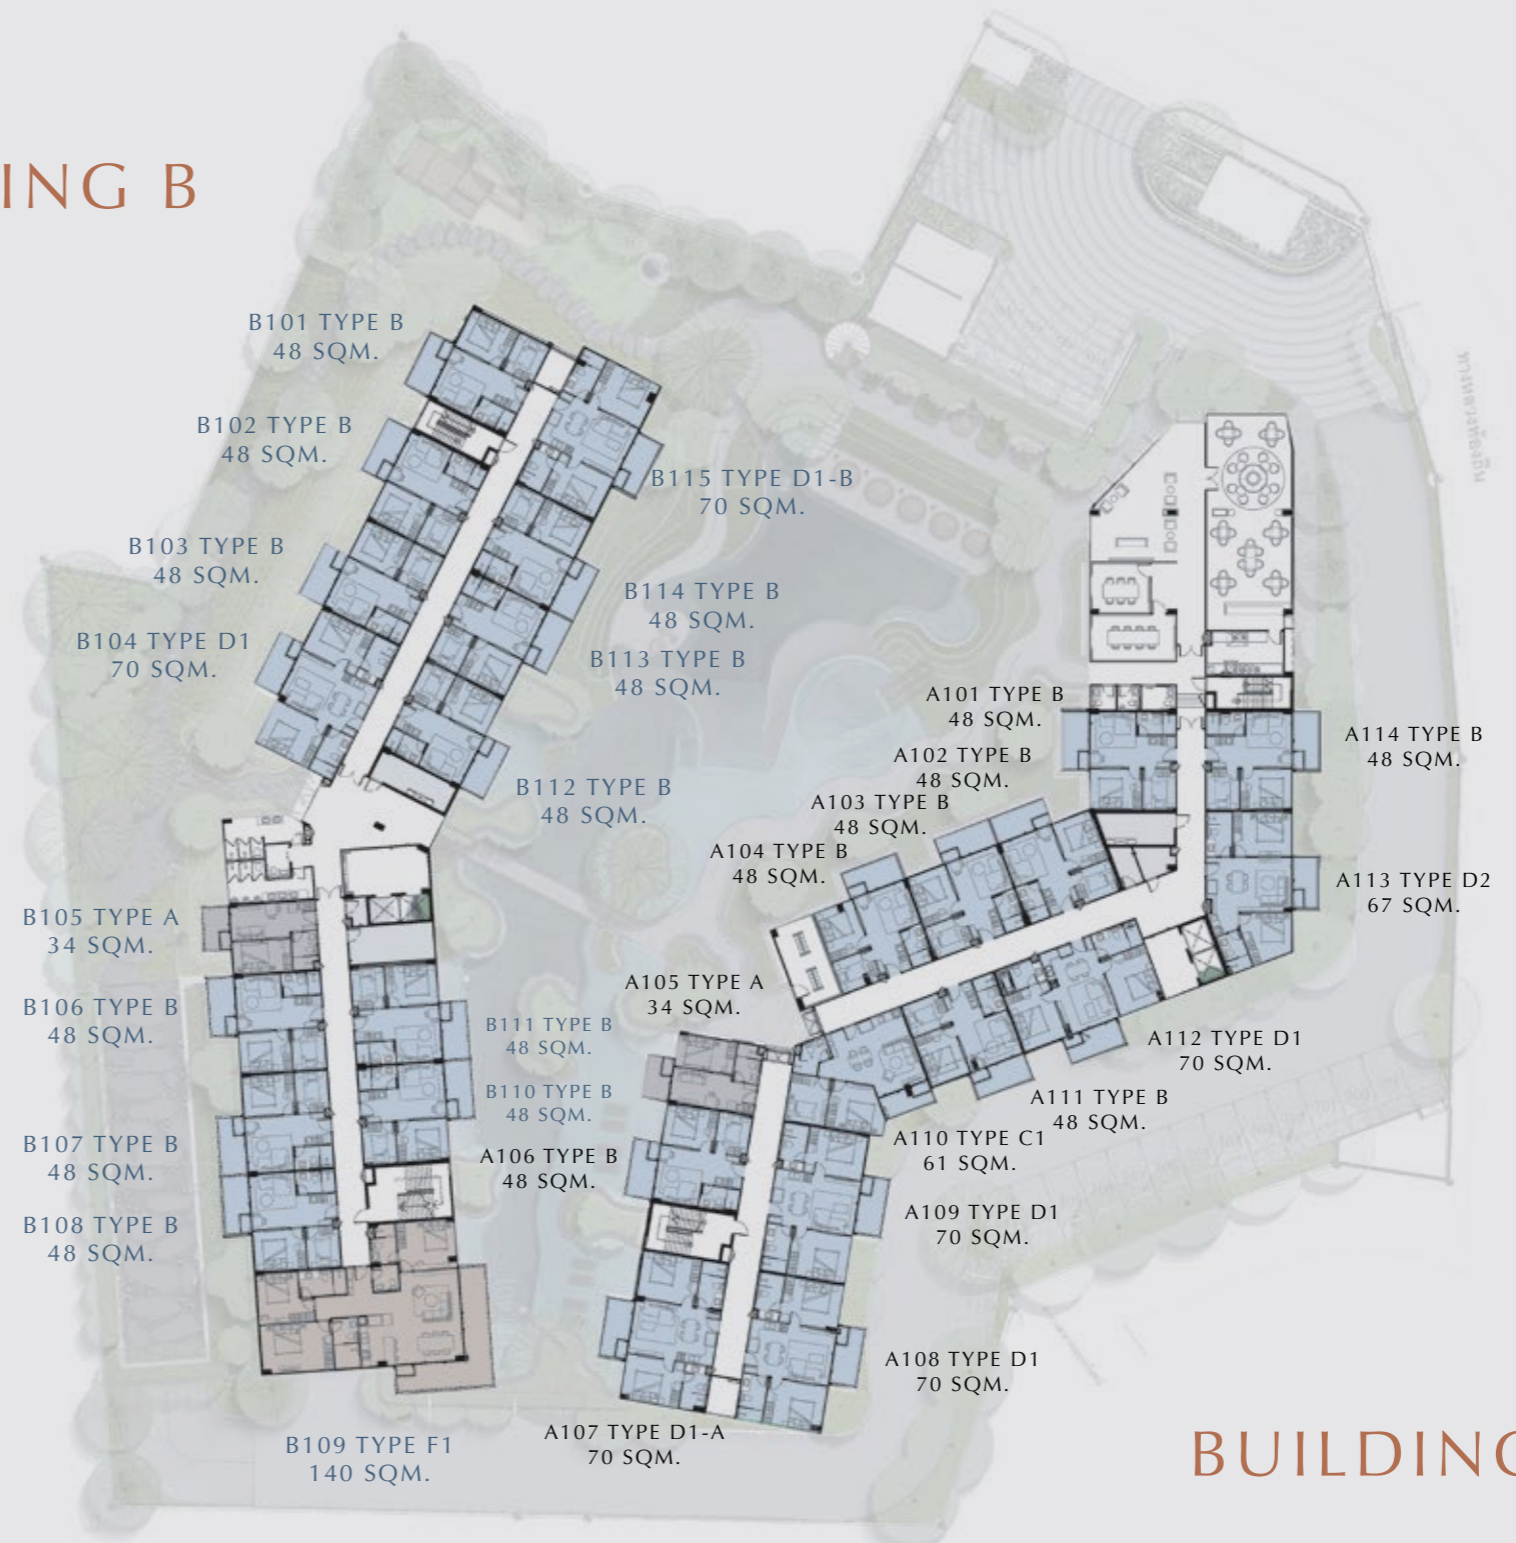 ING B
B101 TYPE B
48 SQM.
B102 TYPE B
48 SQM.
B103 TYPE B
48 SQM.
B104 TYPE D1
70 SQM.
B115 TYPE D1-B
70 SQM.
B114 TYPE B
48 SQM.
B113 TYPE B
48 SQM.
B112 TYPE B
48 SQM.
B105 TYPE A
34 SQM.
B106 TYPE B
48 SQM.
B107 TYPE B
48 SQM.
B108 TYPE B
48 SQM.
B111 TYPE B
48 SQM.
B110 TYPE B
48 SQM.
B109 TYPE F1
140 SQM.
A101 TYPE B
48 SQM.
A102 TYPE B
48 SQM.
A103 TYPE B
48 SQM.
A104 TYPE B
48 SQM.
A105 TYPE A
34 SQM.
A106 TYPE B
48 SQM.
A107 TYPE D1-A
70 SQM.
A114 TYPE B
48 SQM.
A113 TYPE D2
67 SQM.
A112 TYPE D1
70 SQM.
A111 TYPE B
48 SQM.
A110 TYPE C1
61 SQM.
A109 TYPE D1
70 SQM.
A108 TYPE D1
70 SQM.
BUILDING